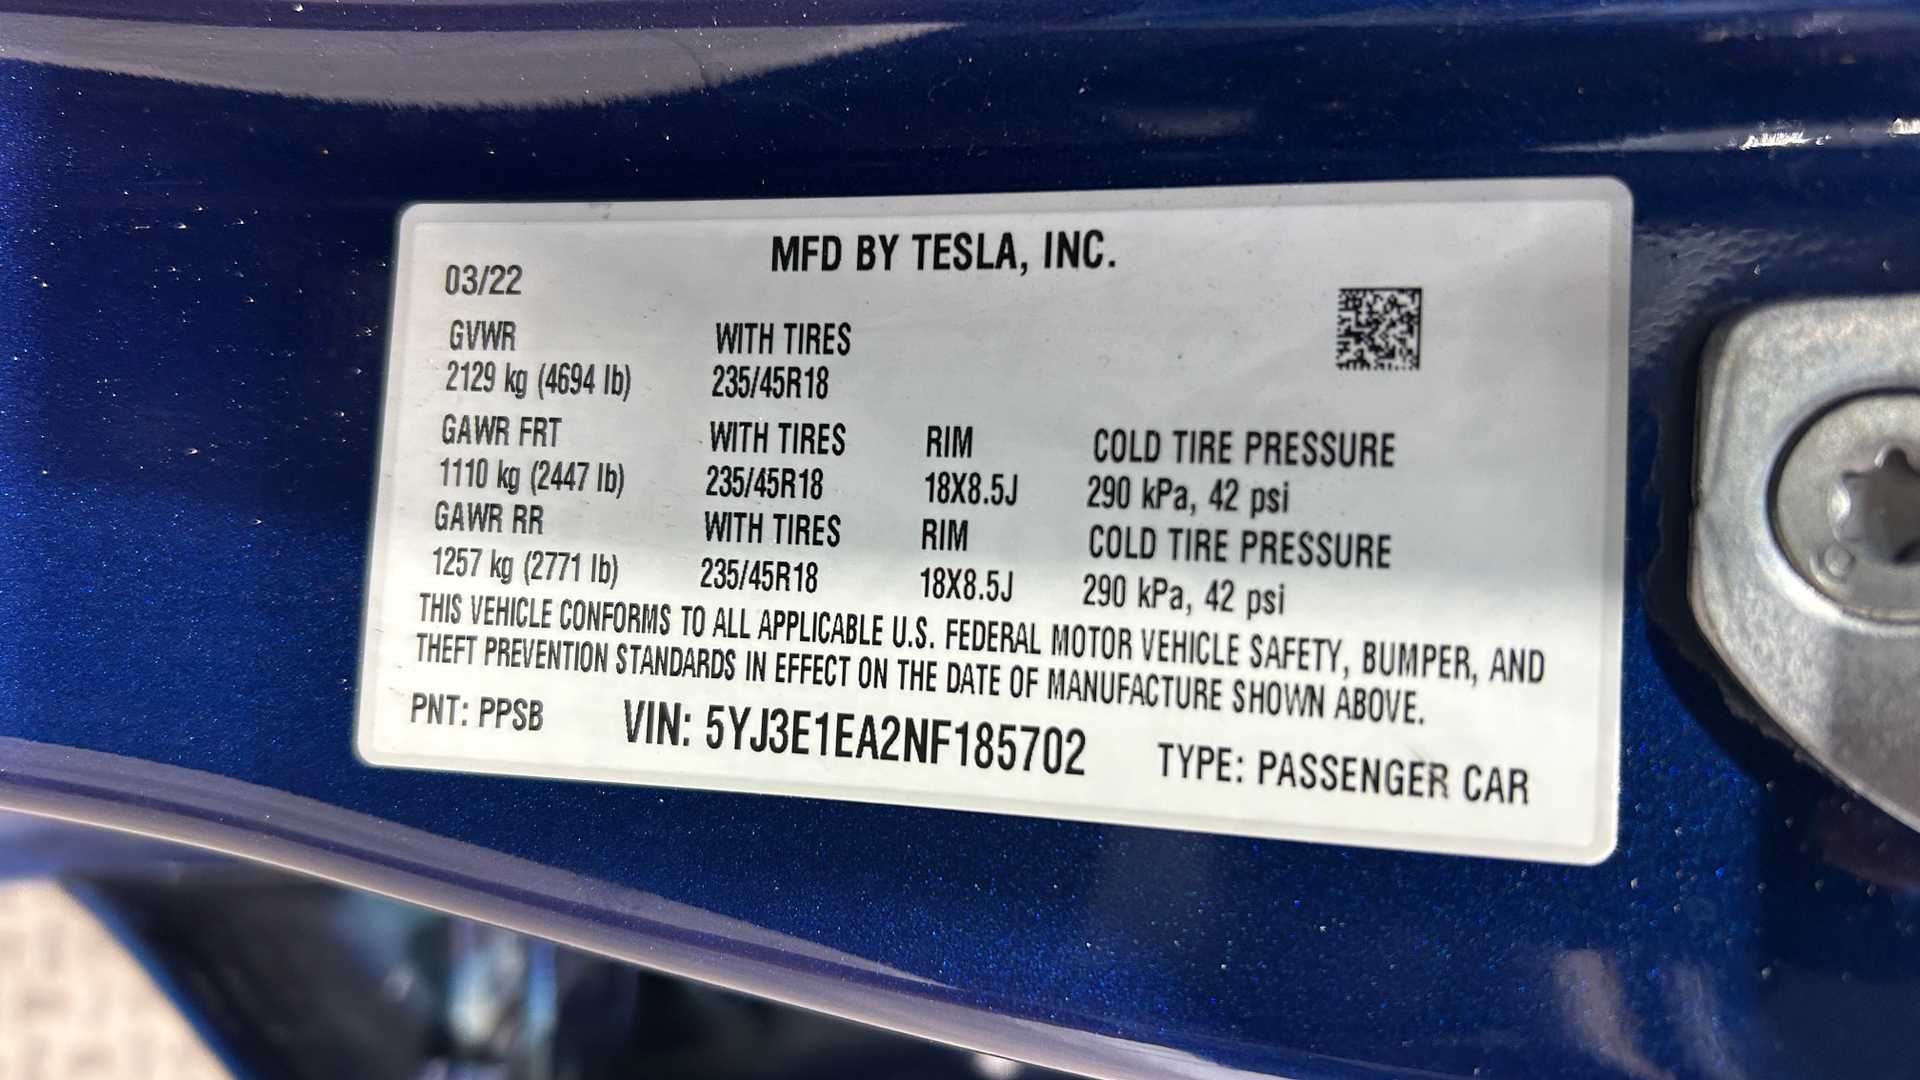 MFD BY TESLA, INC.
03/22
GVWR WITH TIRES
2129 kg (4694 lb) 235/45R18
GAWR FRT WITH TIRES RIM COLD TIRE PRESSURE
1110 kg (2447 lb) 235/45R18 18X8.5J 290 kPa, 42 psi
GAWR RR WITH TIRES RIM COLD TIRE PRESSURE
1257 kg (2771 lb) 235/45R18 18X8.5J 290 kPa, 42 psi
THIS VEHICLE CONFORMS TO ALL APPLICABLE U.S. FEDERAL MOTOR VEHICLE SAFETY, BUMPER, AND
THEFT PREVENTION STANDARDS IN EFFECT ON THE DATE OF MANUFACTURE SHOWN ABOVE.
PNT: PPSB VIN: 5YJ3E1EA2NF185702 TYPE: PASSENGER CAR